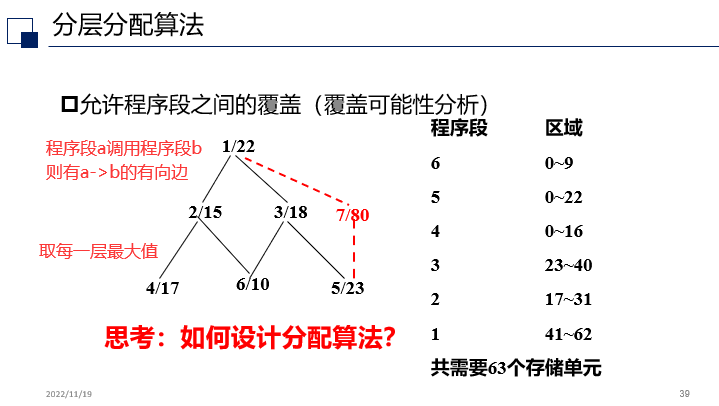 分层分配算法
允许程序段之间的覆盖（覆盖可能性分析）
程序段a调用程序段b
则有a->b的有向边
取每一层最大值
1/22
2/15 3/18 7/80
4/17 6/10 5/23
思考：如何设计分配算法？
程序段 区域
6 0~9
5 0~22
4 0~16
3 23~40
2 17~31
1 41~62
共需要63个存储单元
2022/11/19
39